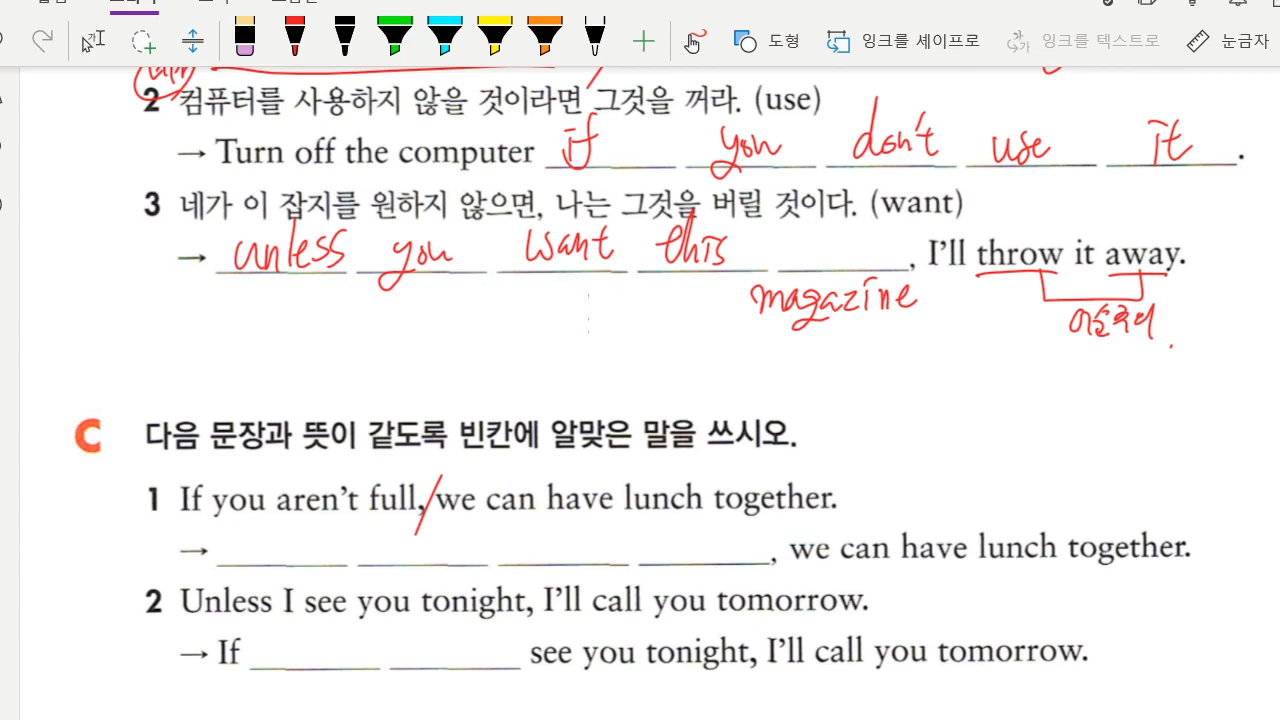 도형 잉크를 셰이프로 잉크를 텍스트로 눈금자
2 컴퓨터를 사용하지 않을 것이라면 그것을 꺼라. (use)
→ Turn off the computer if you don't use it.
3 네가 이 잡지를 원하지 않으면, 나는 그것을 버릴 것이다. (want)
→ unless you want this magazine, I'll throw it away.
이어동사
C 다음 문장과 뜻이 같도록 빈칸에 알맞은 말을 쓰시오.
1 If you aren't full, we can have lunch together.
→ , we can have lunch together.
2 Unless I see you tonight, I'll call you tomorrow.
→ If see you tonight, I'll call you tomorrow.